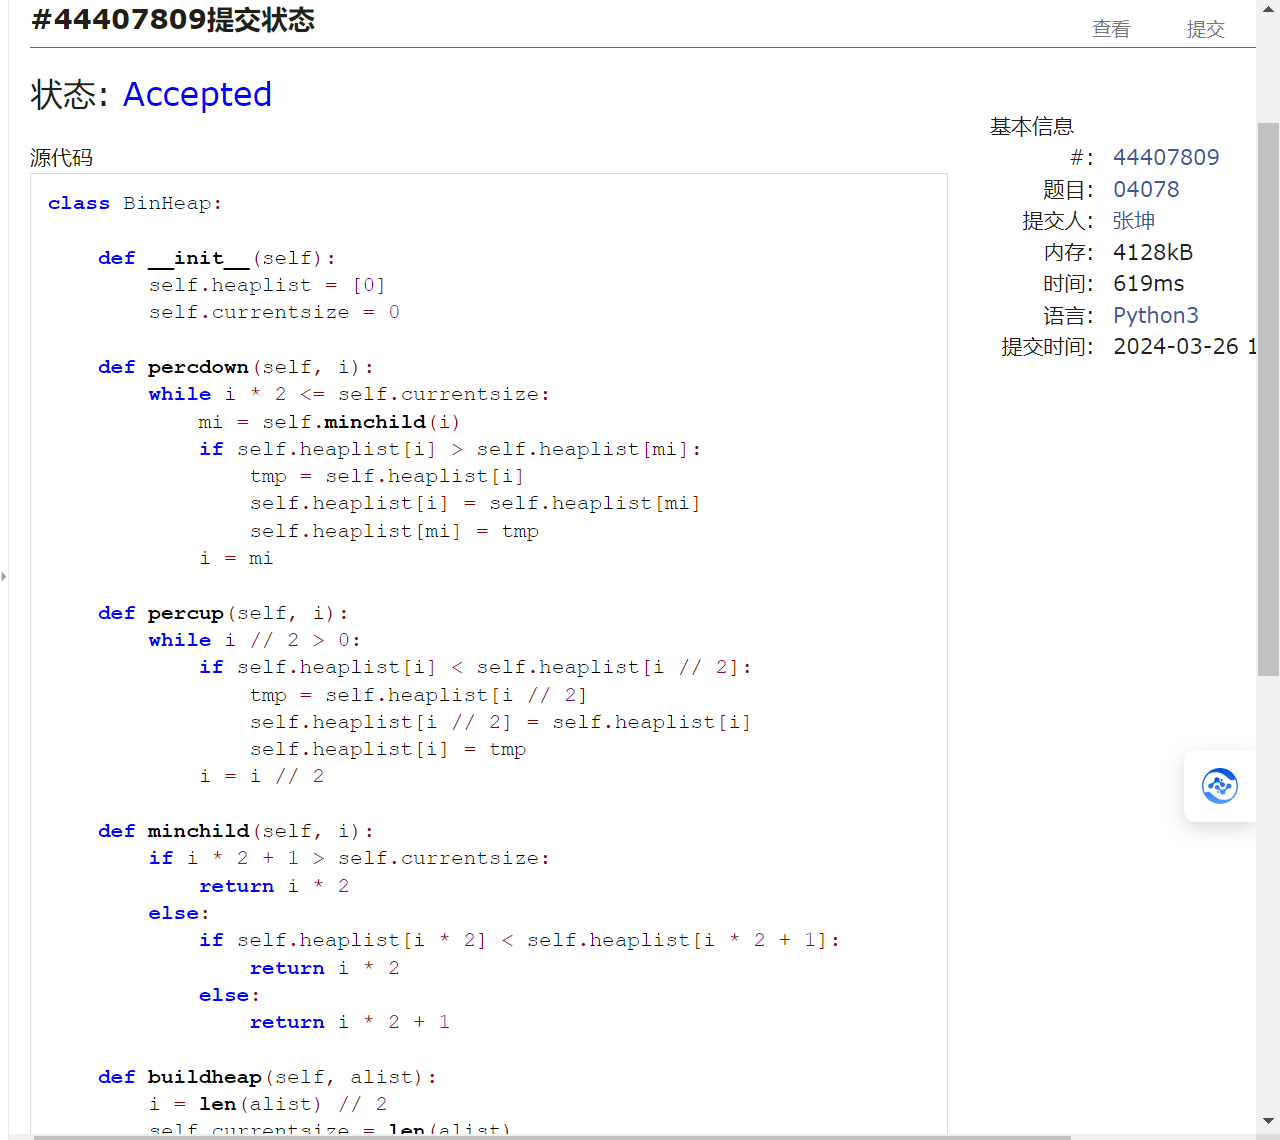 #44407809提交状态
查看
提交
状态: Accepted
基本信息
#: 44407809
题目: 04078
提交人: 张坤
内存: 4128kB
时间: 619ms
语言: Python3
提交时间: 2024-03-26 1
源代码
class BinHeap:
    def __init__(self):
        self.heaplist = [0]
        self.currentsize = 0
    def percdown(self, i):
        while i * 2 <= self.currentsize:
            mi = self.minchild(i)
            if self.heaplist[i] > self.heaplist[mi]:
                tmp = self.heaplist[i]
                self.heaplist[i] = self.heaplist[mi]
                self.heaplist[mi] = tmp
            i = mi
    def percup(self, i):
        while i // 2 > 0:
            if self.heaplist[i] < self.heaplist[i // 2]:
                tmp = self.heaplist[i // 2]
                self.heaplist[i // 2] = self.heaplist[i]
                self.heaplist[i] = tmp
            i = i // 2
    def minchild(self, i):
        if i * 2 + 1 > self.currentsize:
            return i * 2
        else:
            if self.heaplist[i * 2] < self.heaplist[i * 2 + 1]:
                return i * 2
            else:
                return i * 2 + 1
    def buildheap(self, alist):
        i = len(alist) // 2
        self.currentsize = len(alist)